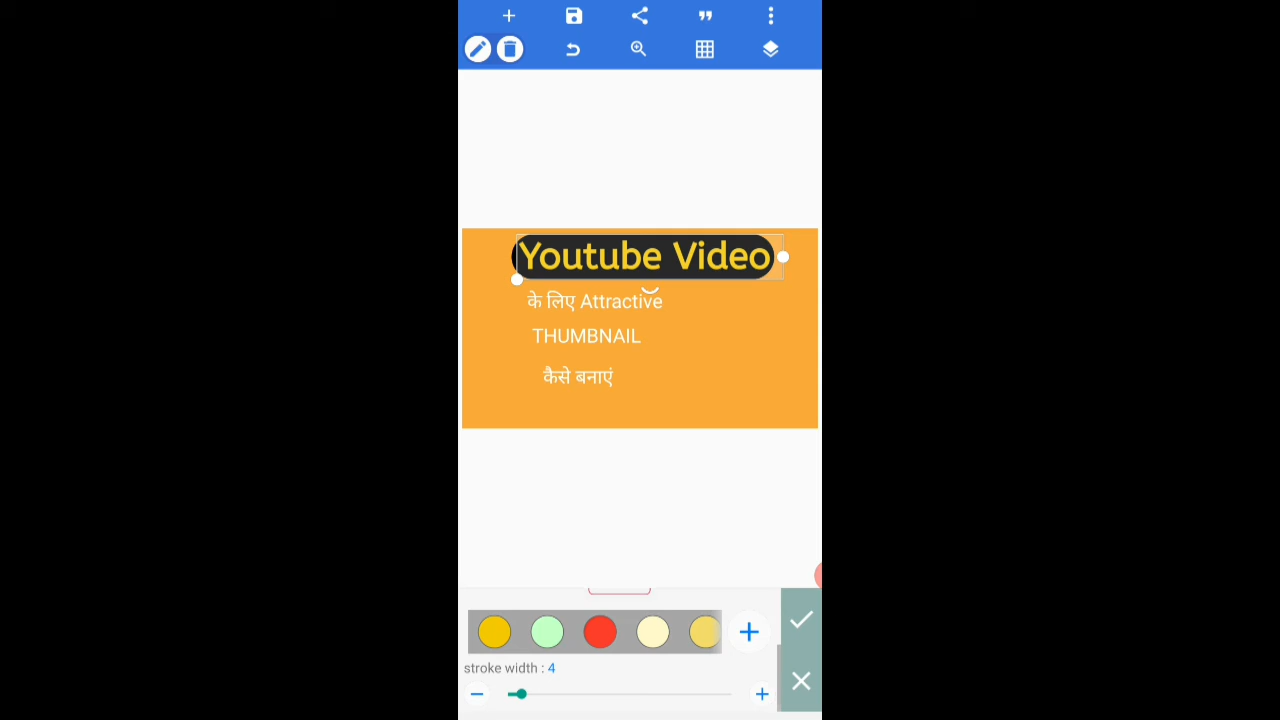 Youtube Video
के लिए Attractive
THUMBNAIL
कैसे बनाएं
stroke width : 4